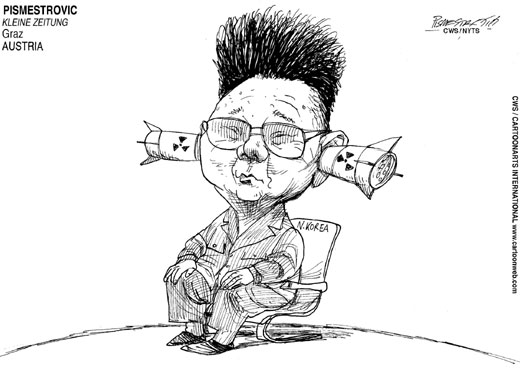 PISMESTROVIC
KLEINE ZEITUNG
Graz
AUSTRIA
CWS/NYTS
N.KOREA
CWS / CARTOONARTS INTERNATIONAL www.cartoonweb.com